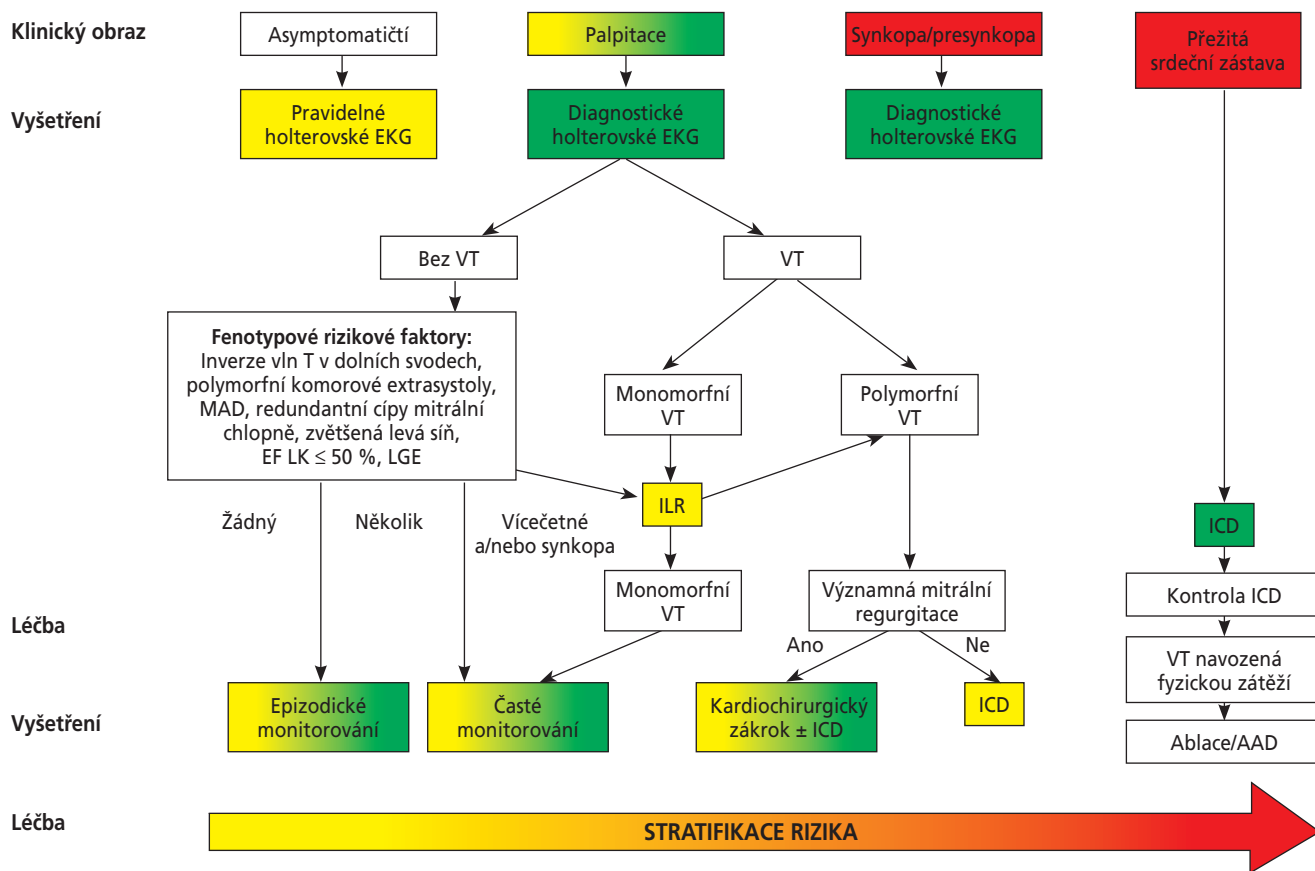 Klinický obraz
Asymptomatičtí
Palpitace
Synkopa/presynkopa
Přežitá
srdeční zástava
Vyšetření
Pravidelné
holterovské EKG
Diagnostické
holterovské EKG
Diagnostické
holterovské EKG
Bez VT
VT
Fenotypové rizikové faktory:
Inverze vln T v dolních svodech,
polymorfní komorové extrasystoly,
MAD, redundantní cípy mitrální
chlopně, zvětšená levá síň,
EF LK ≤ 50 %, LGE
Monomorfní
VT
Polymorfní
VT
ILR
ICD
Žádný
Několik
Vícečetné
a/nebo synkopa
Monomorfní
VT
Významná mitrální
regurgitace
Kontrola ICD
Léčba
Ano
Ne
VT navozená
fyzickou zátěží
Vyšetření
Epizodické
monitorování
Časté
monitorování
Kardiochirurgický
zákrok ± ICD
ICD
Ablace/AAD
Léčba
STRATIFIKACE RIZIKA